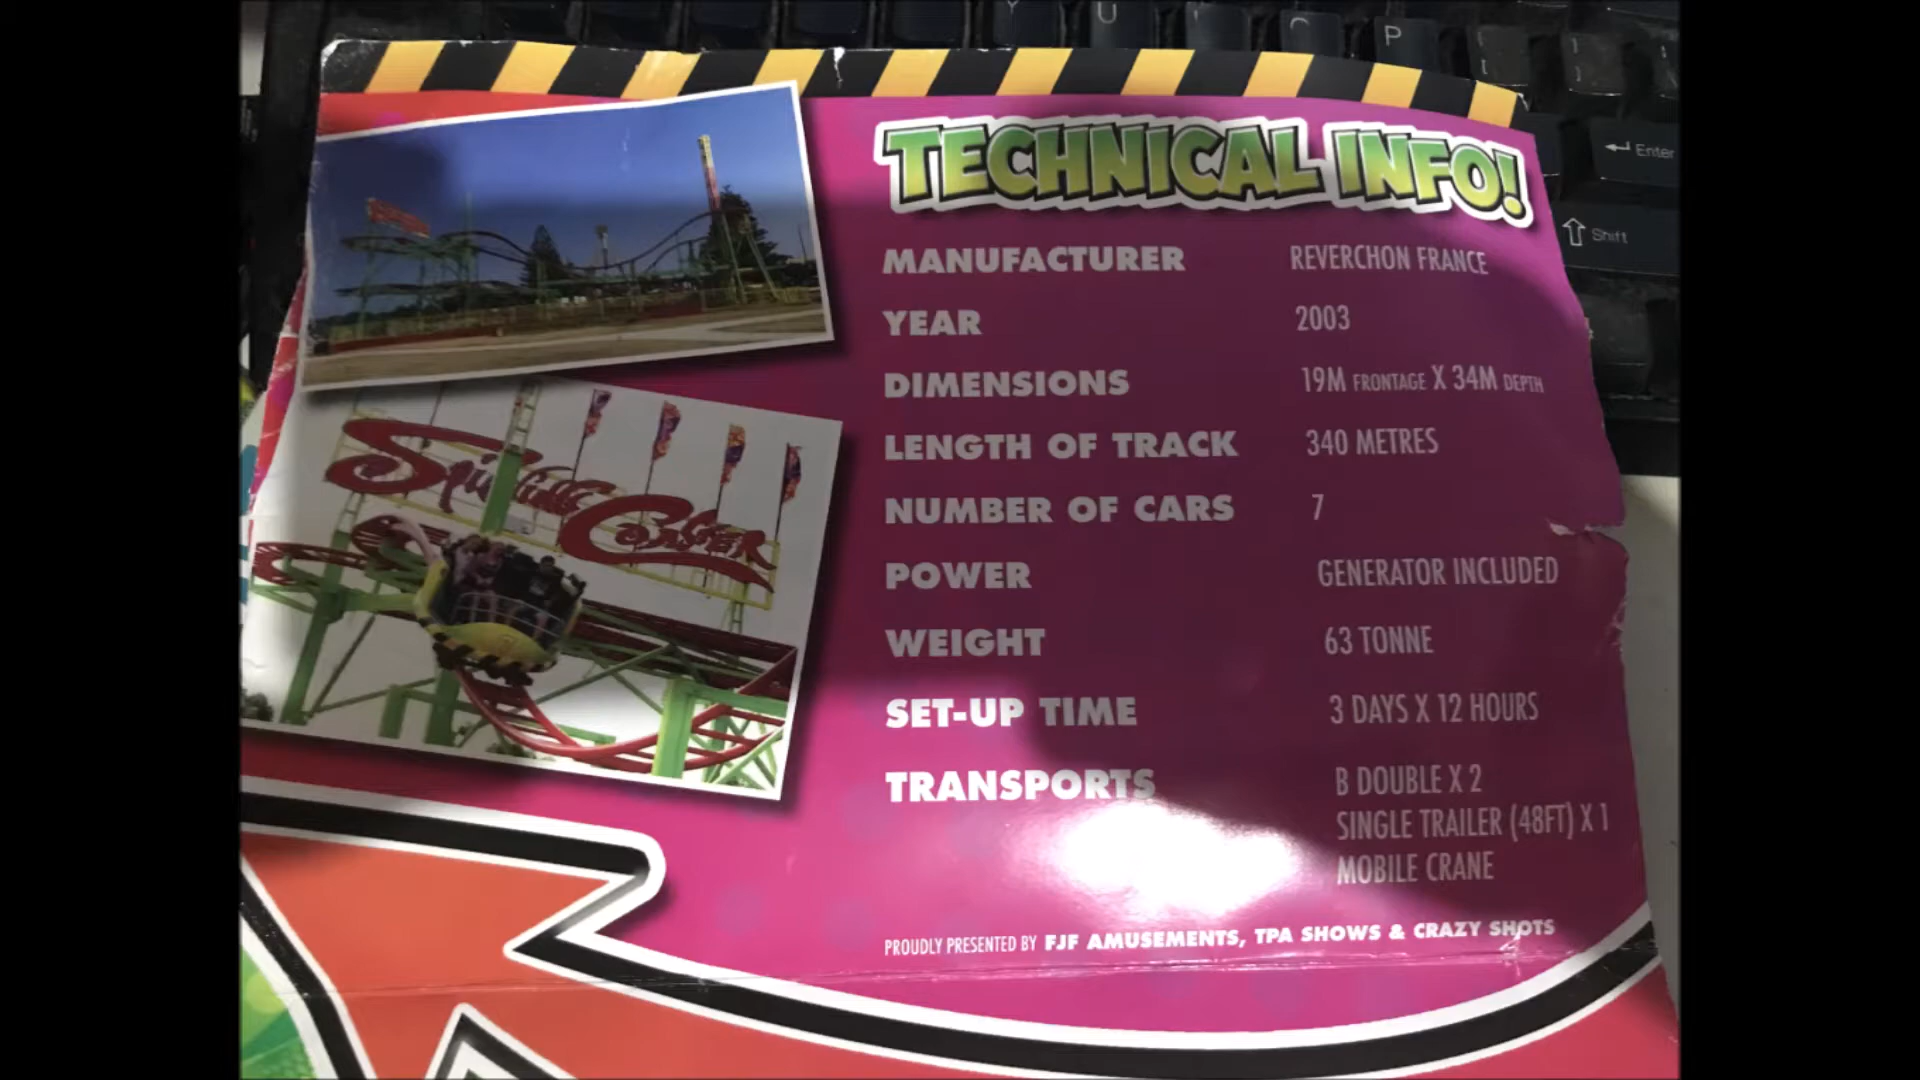 U
P
Enter
Shift
TECHNICAL INFO!
MANUFACTURER REVERCHON FRANCE
YEAR 2003
DIMENSIONS 19M FRONTAGE X 34M DEPTH
LENGTH OF TRACK 340 METRES
NUMBER OF CARS 7
POWER GENERATOR INCLUDED
WEIGHT 63 TONNE
SET-UP TIME 3 DAYS X 12 HOURS
TRANSPORTS B DOUBLE X 2
SINGLE TRAILER (48FT) X 1
MOBILE CRANE
PROUDLY PRESENTED BY FJF AMUSEMENTS, TPA SHOWS & CRAZY SHOTS
Coaster